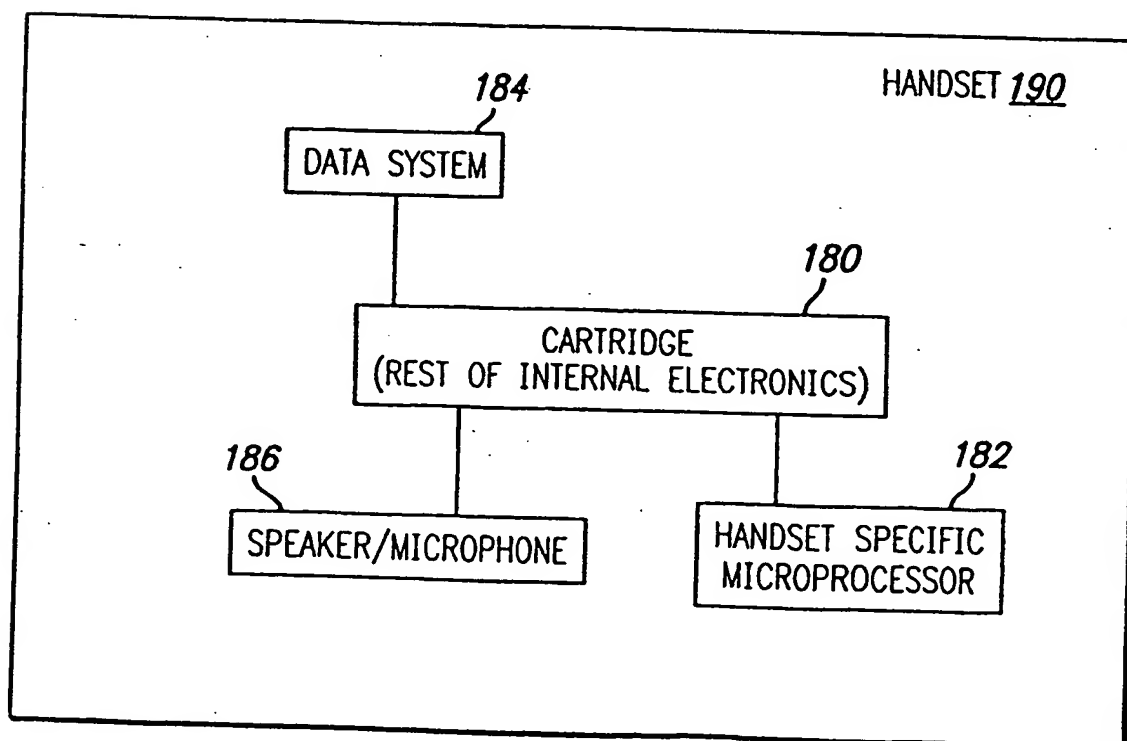 HANDSET 190
184
DATA SYSTEM
180
CARTRIDGE
(REST OF INTERNAL ELECTRONICS)
186
SPEAKER/MICROPHONE
182
HANDSET SPECIFIC
MICROPROCESSOR